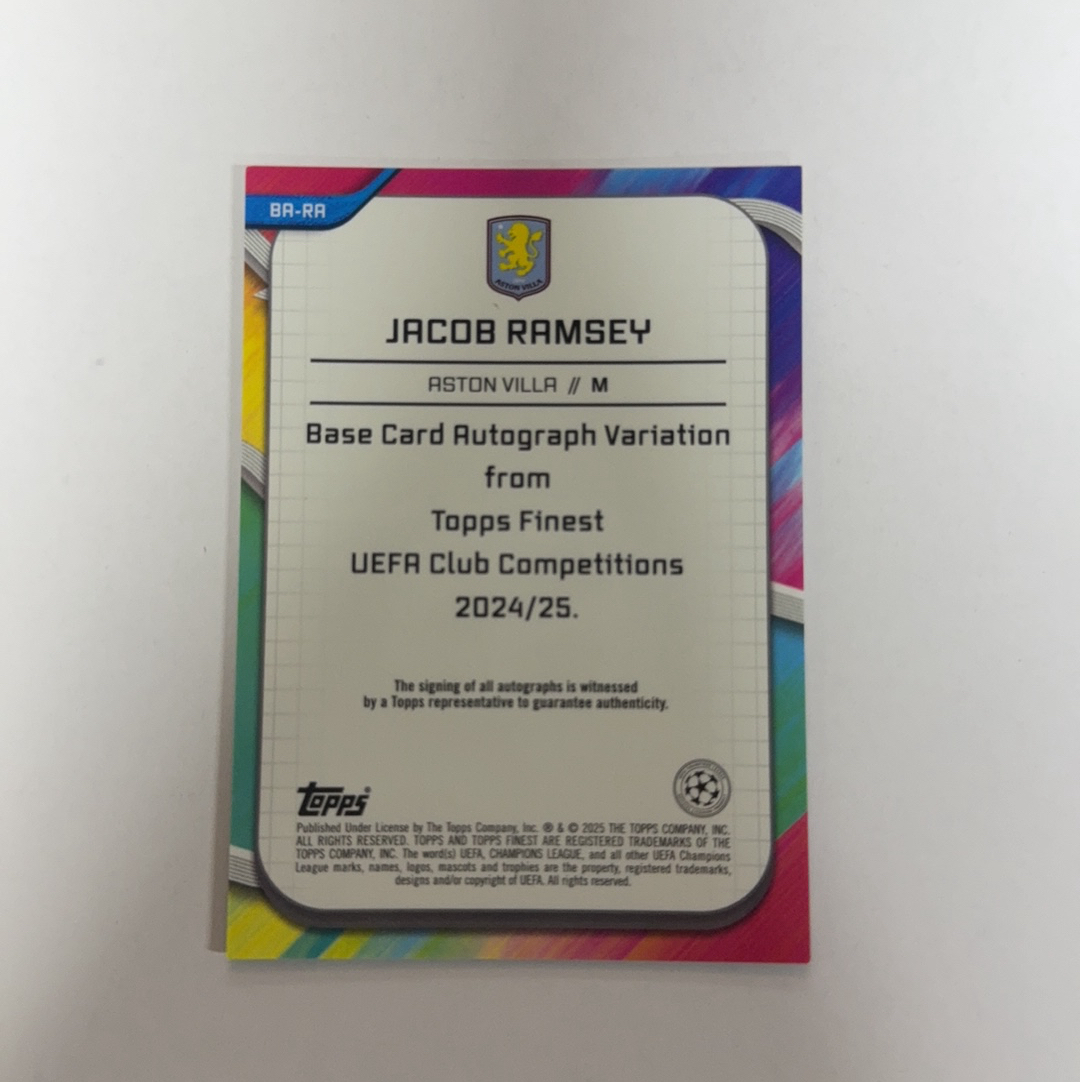 BA-RA
ASTON VILLA
JACOB RAMSEY
ASTON VILLA // M
Base Card Autograph Variation
from
Topps Finest
UEFA Club Competitions
2024/25.
The signing of all autographs is witnessed
by a Topps representative to guarantee authenticity.
Topps®
Published Under License by The Topps Company, Inc. ® & © 2025 THE TOPPS COMPANY, INC.
ALL RIGHTS RESERVED. TOPPS AND TOPPS FINEST ARE REGISTERED TRADEMARKS OF THE
TOPPS COMPANY, INC. The word(s) UEFA, CHAMPIONS LEAGUE, and all other UEFA Champions
League marks, names, logos, mascots and trophies are the property, registered trademarks,
designs and/or copyright of UEFA. All rights reserved.